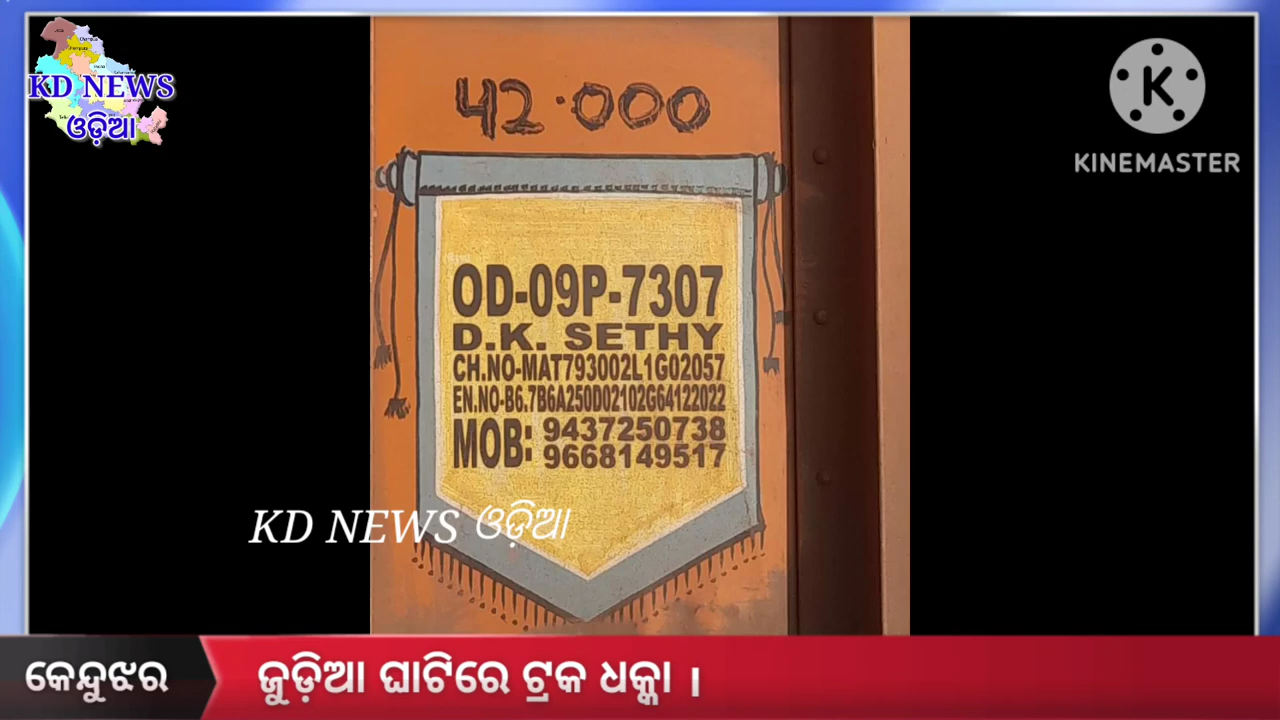 KD NEWS
ଓଡ଼ିଆ
KINEMASTER
42.000
OD-09P-7307
D.K. SETHY
CH.NO-MAT793002L1G02057
EN.NO-B6.7B6A250D02102G64122022
MOB: 9437250738
9668149517
KD NEWS ଓଡ଼ିଆ
କେନ୍ଦୁଝର
ଜୁଡ଼ିଆ ଘାଟିରେ ଟ୍ରକ ଧକ୍କା ।